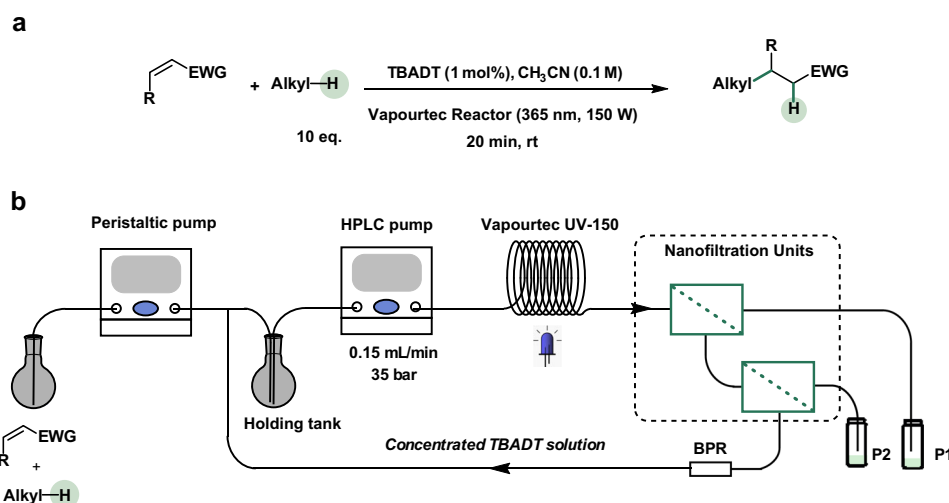 a
EWG
R
+ Alkyl–H
10 eq.
TBADT (1 mol%), CH₃CN (0.1 M)
Vapourtec Reactor (365 nm, 150 W)
20 min, rt
R
Alkyl
EWG
H
b
Peristaltic pump
HPLC pump
Vapourtec UV-150
Nanofiltration Units
0.15 mL/min
35 bar
Holding tank
Concentrated TBADT solution
BPR
P2
P1
EWG
R
+
Alkyl–H